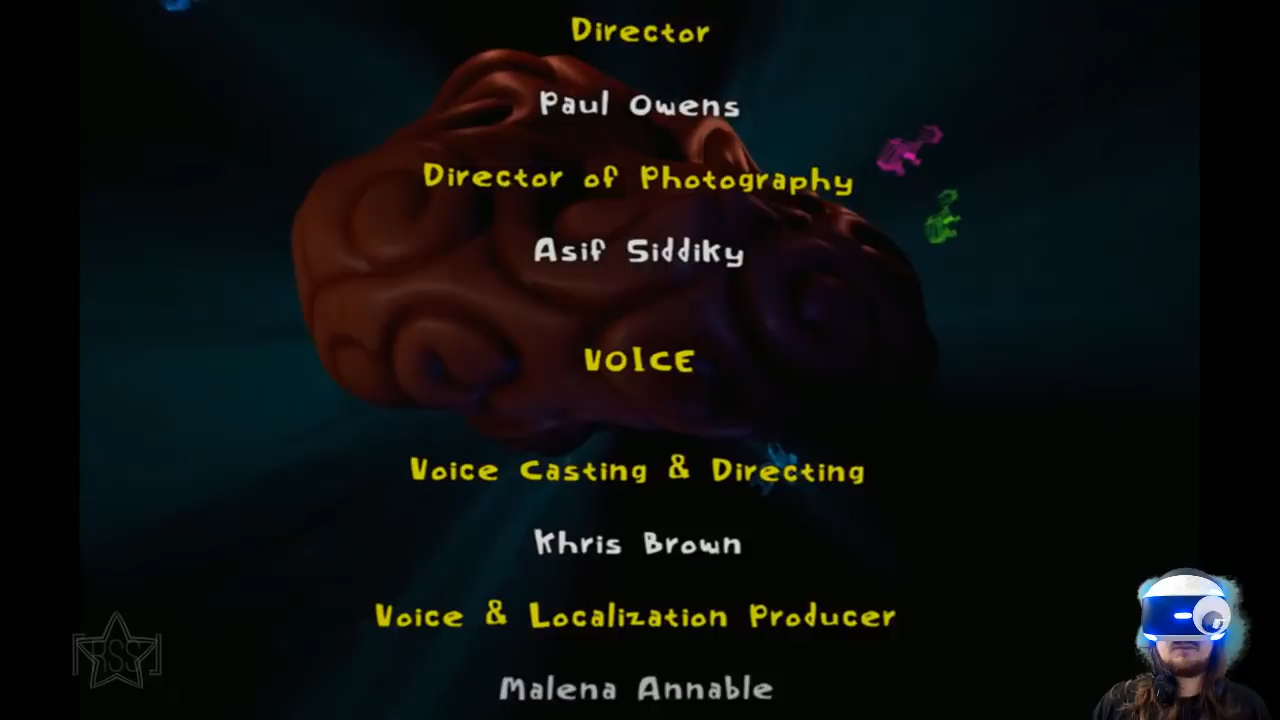 Director
Paul Owens
Director of Photography
Asif Siddiky
VOICE
Voice Casting & Directing
Khris Brown
Voice & Localization Producer
Malena Annable
[RSS]